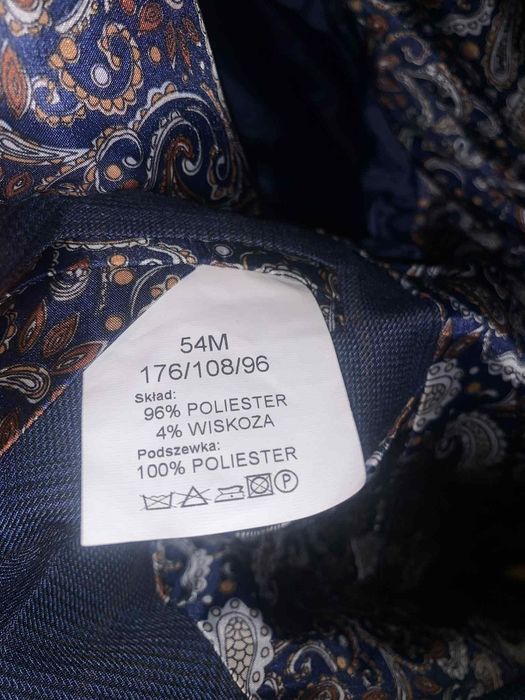 54M
176/108/96
Skład:
96% POLIESTER
4% WISKOZA
Podszewka:
100% POLIESTER
P